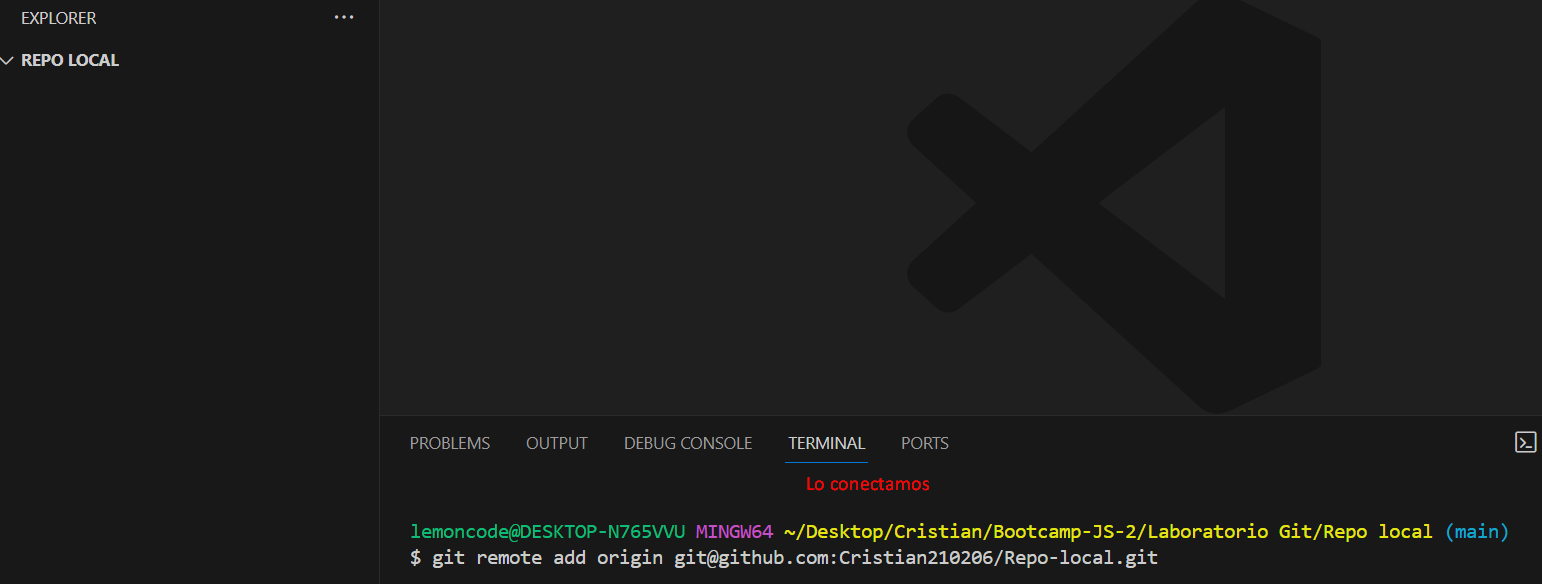 EXPLORER
REPO LOCAL
PROBLEMS OUTPUT DEBUG CONSOLE TERMINAL PORTS
Lo conectamos
lemoncode@DESKTOP-N765VVU MINGW64 ~/Desktop/Cristian/Bootcamp-JS-2/Laboratorio Git/Repo local (main)
$ git remote add origin git@github.com:Cristian210206/Repo-local.git